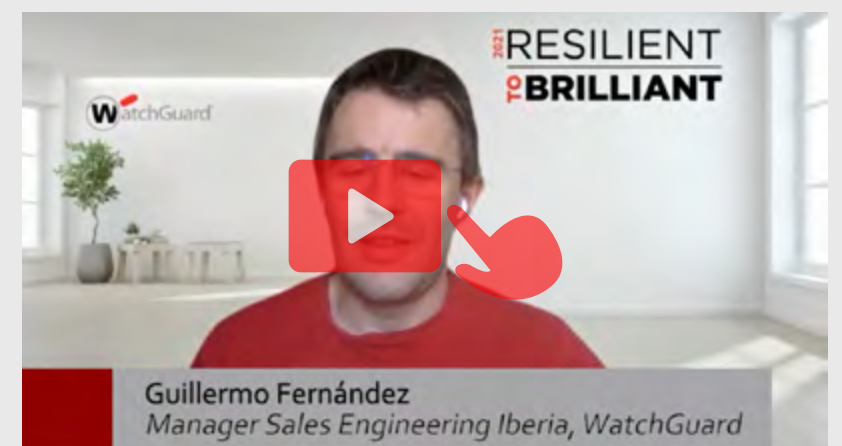 2021
RESILIENT
TO BRILLIANT
WatchGuard
Guillermo Fernández
Manager Sales Engineering Iberia, WatchGuard